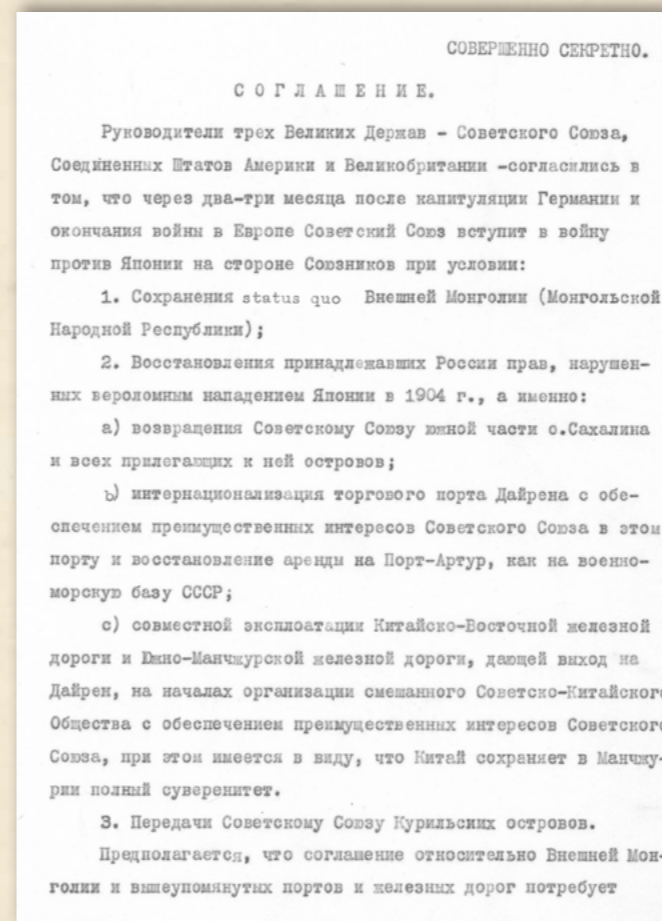 СОВЕРШЕННО СЕКРЕТНО.
СОГЛАШЕНИЕ.
Руководители трех Великих Держав - Советского Союза,
Соединенных Штатов Америки и Великобритании -согласились в
том, что через два-три месяца после капитуляции Германии и
окончания войны в Европе Советский Союз вступит в войну
против Японии на стороне Союзников при условии:
1. Сохранения status quo Внешней Монголии (Монгольской
Народной Республики);
2. Восстановления принадлежавших России прав, нарушен-
ных вероломным нападением Японии в 1904 г., а именно:
а) возвращения Советскому Союзу южной части о.Сахалина
и всех прилегающих к ней островов;
b) интернационализация торгового порта Дайрена с обе-
спечением преимущественных интересов Советского Союза в этом
порту и восстановление аренды на Порт-Артур, как на военно-
морскую базу СССР;
с) совместной эксплоатации Китайско-Восточной железной
дороги и Южно-Манчжурской железной дороги, дающей выход на
Дайрен, на началах организации смешанного Советско-Китайского
Общества с обеспечением преимущественных интересов Советского
Союза, при этом имеется в виду, что Китай сохраняет в Манчжу-
рии полный суверенитет.
3. Передачи Советскому Союзу Курильских островов.
Предполагается, что соглашение относительно Внешней Мон-
голии и вышеупомянутых портов и железных дорог потребует